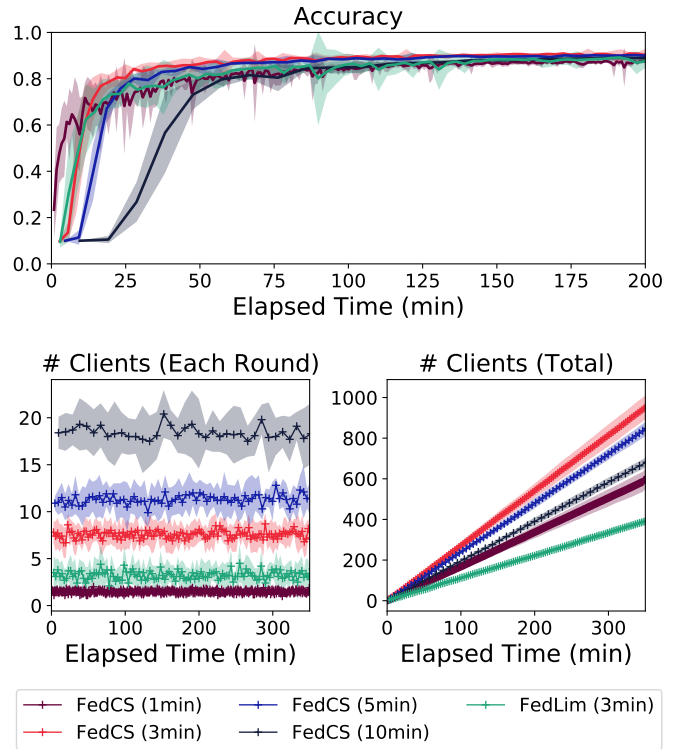 Accuracy
1.0
0.8
0.6
0.4
0.2
0.0
0 25 50 75 100 125 150 175 200
Elapsed Time (min)
# Clients (Each Round)
20
15
10
5
0
0 100 200 300
Elapsed Time (min)
# Clients (Total)
1000
800
600
400
200
0
0 100 200 300
Elapsed Time (min)
FedCS (1min) FedCS (5min) FedLim (3min)
FedCS (3min) FedCS (10min)